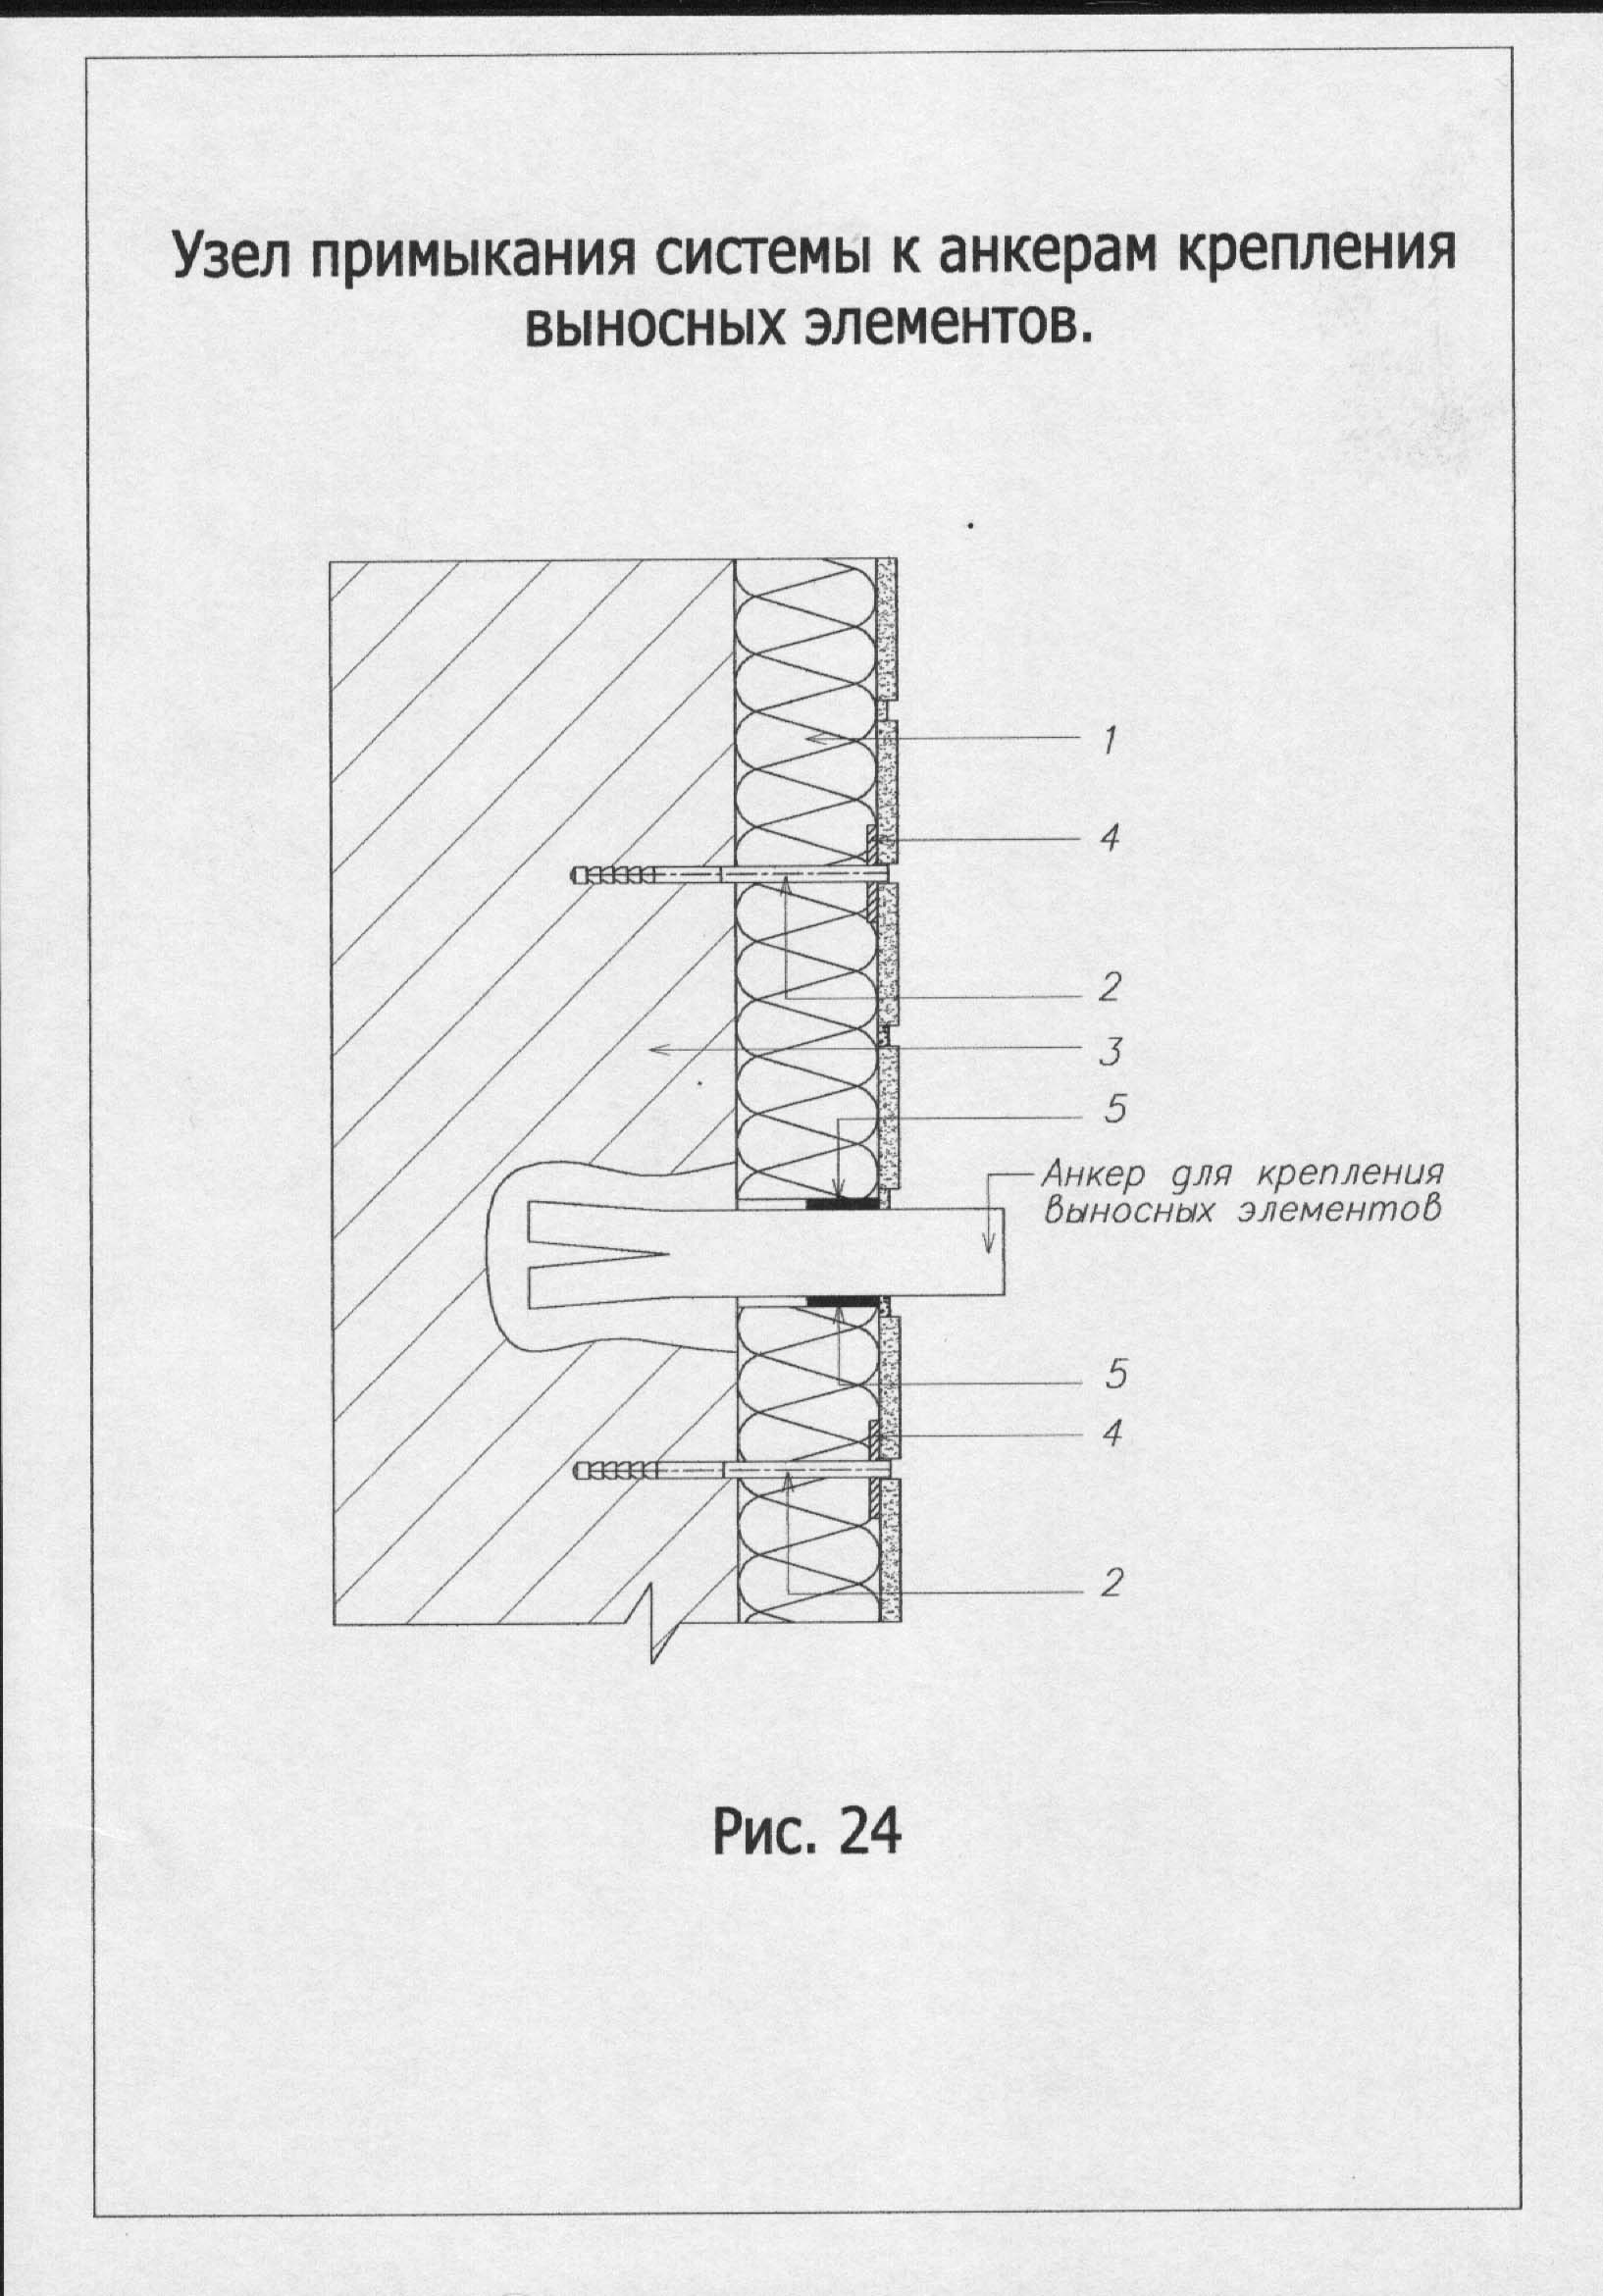 Узел примыкания системы к анкерам крепления
выносных элементов.
1
4
2
3
5
Анкер для крепления
выносных элементов
5
4
2
Рис. 24